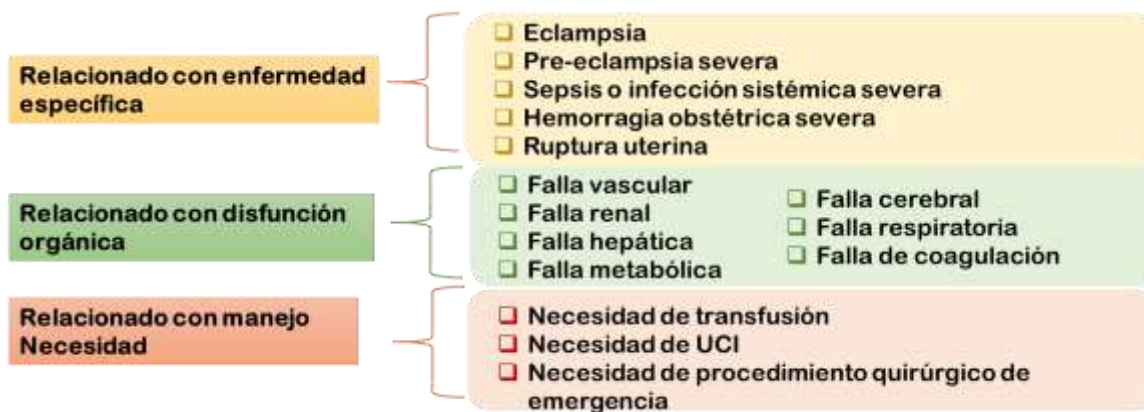 Relacionado con enfermedad
específica
Eclampsia
Pre-eclampsia severa
Sepsis o infección sistémica severa
Hemorragia obstétrica severa
Ruptura uterina
Relacionado con disfunción
orgánica
Falla vascular
Falla renal
Falla hepática
Falla metabólica
Falla cerebral
Falla respiratoria
Falla de coagulación
Relacionado con manejo
Necesidad
Necesidad de transfusión
Necesidad de UCI
Necesidad de procedimiento quirúrgico de
emergencia